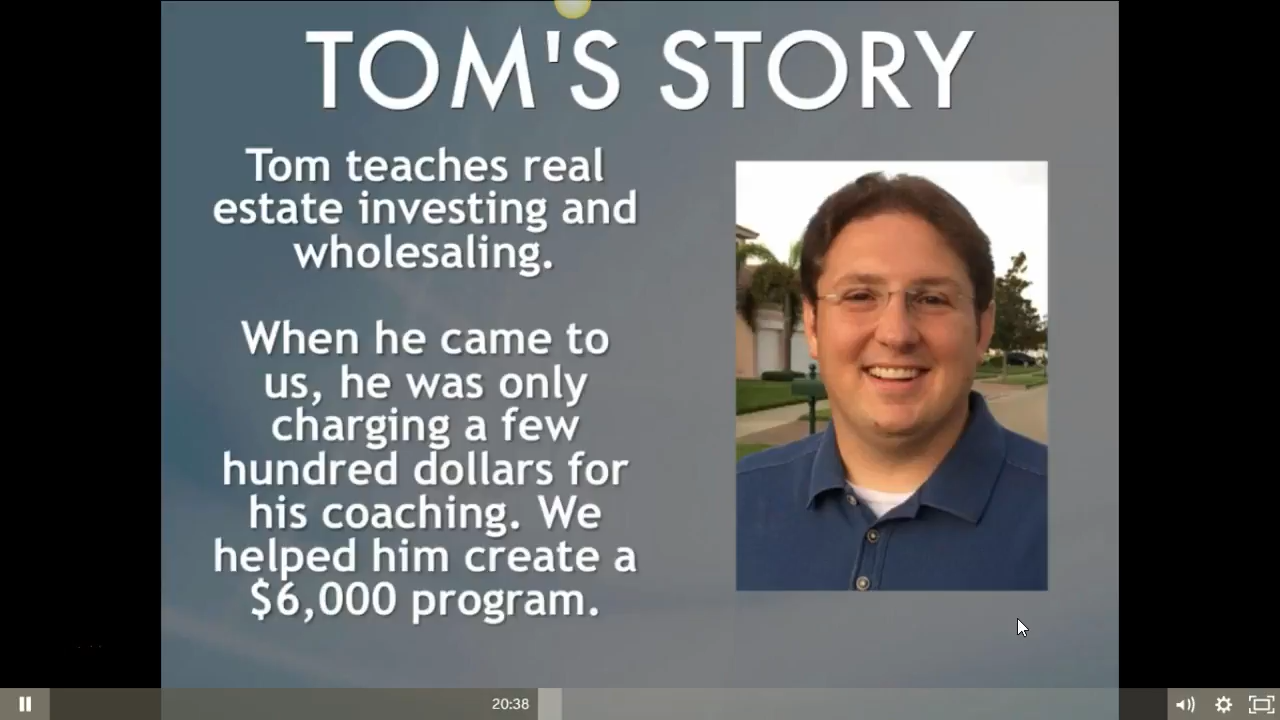 TOM'S STORY
Tom teaches real
estate investing and
wholesaling.
When he came to
us, he was only
charging a few
hundred dollars for
his coaching. We
helped him create a
$6,000 program.
20:38